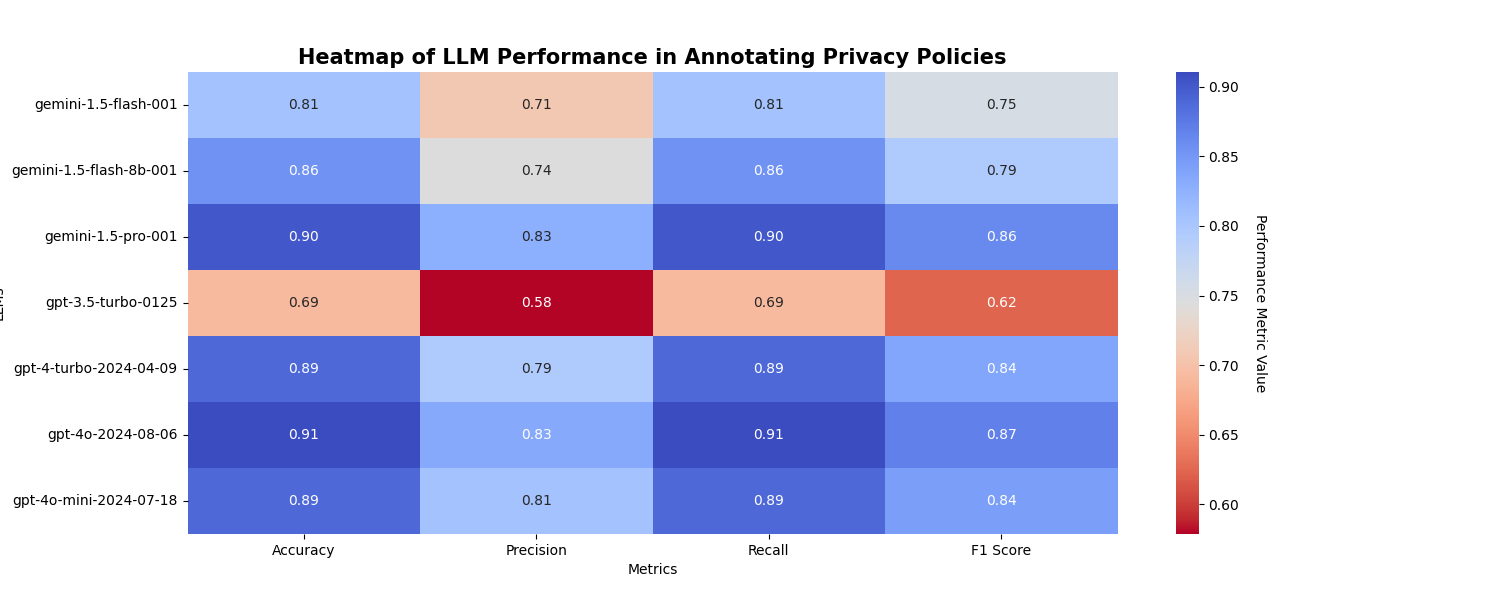 Heatmap of LLM Performance in Annotating Privacy Policies
gemini-1.5-flash-001 0.81 0.71 0.81 0.75
gemini-1.5-flash-8b-001 0.86 0.74 0.86 0.79
gemini-1.5-pro-001 0.90 0.83 0.90 0.86
gpt-3.5-turbo-0125 0.69 0.58 0.69 0.62
gpt-4-turbo-2024-04-09 0.89 0.79 0.89 0.84
gpt-4o-2024-08-06 0.91 0.83 0.91 0.87
gpt-4o-mini-2024-07-18 0.89 0.81 0.89 0.84
Accuracy Precision Recall F1 Score
Metrics
0.90
0.85
0.80
0.75
0.70
0.65
0.60
Performance Metric Value